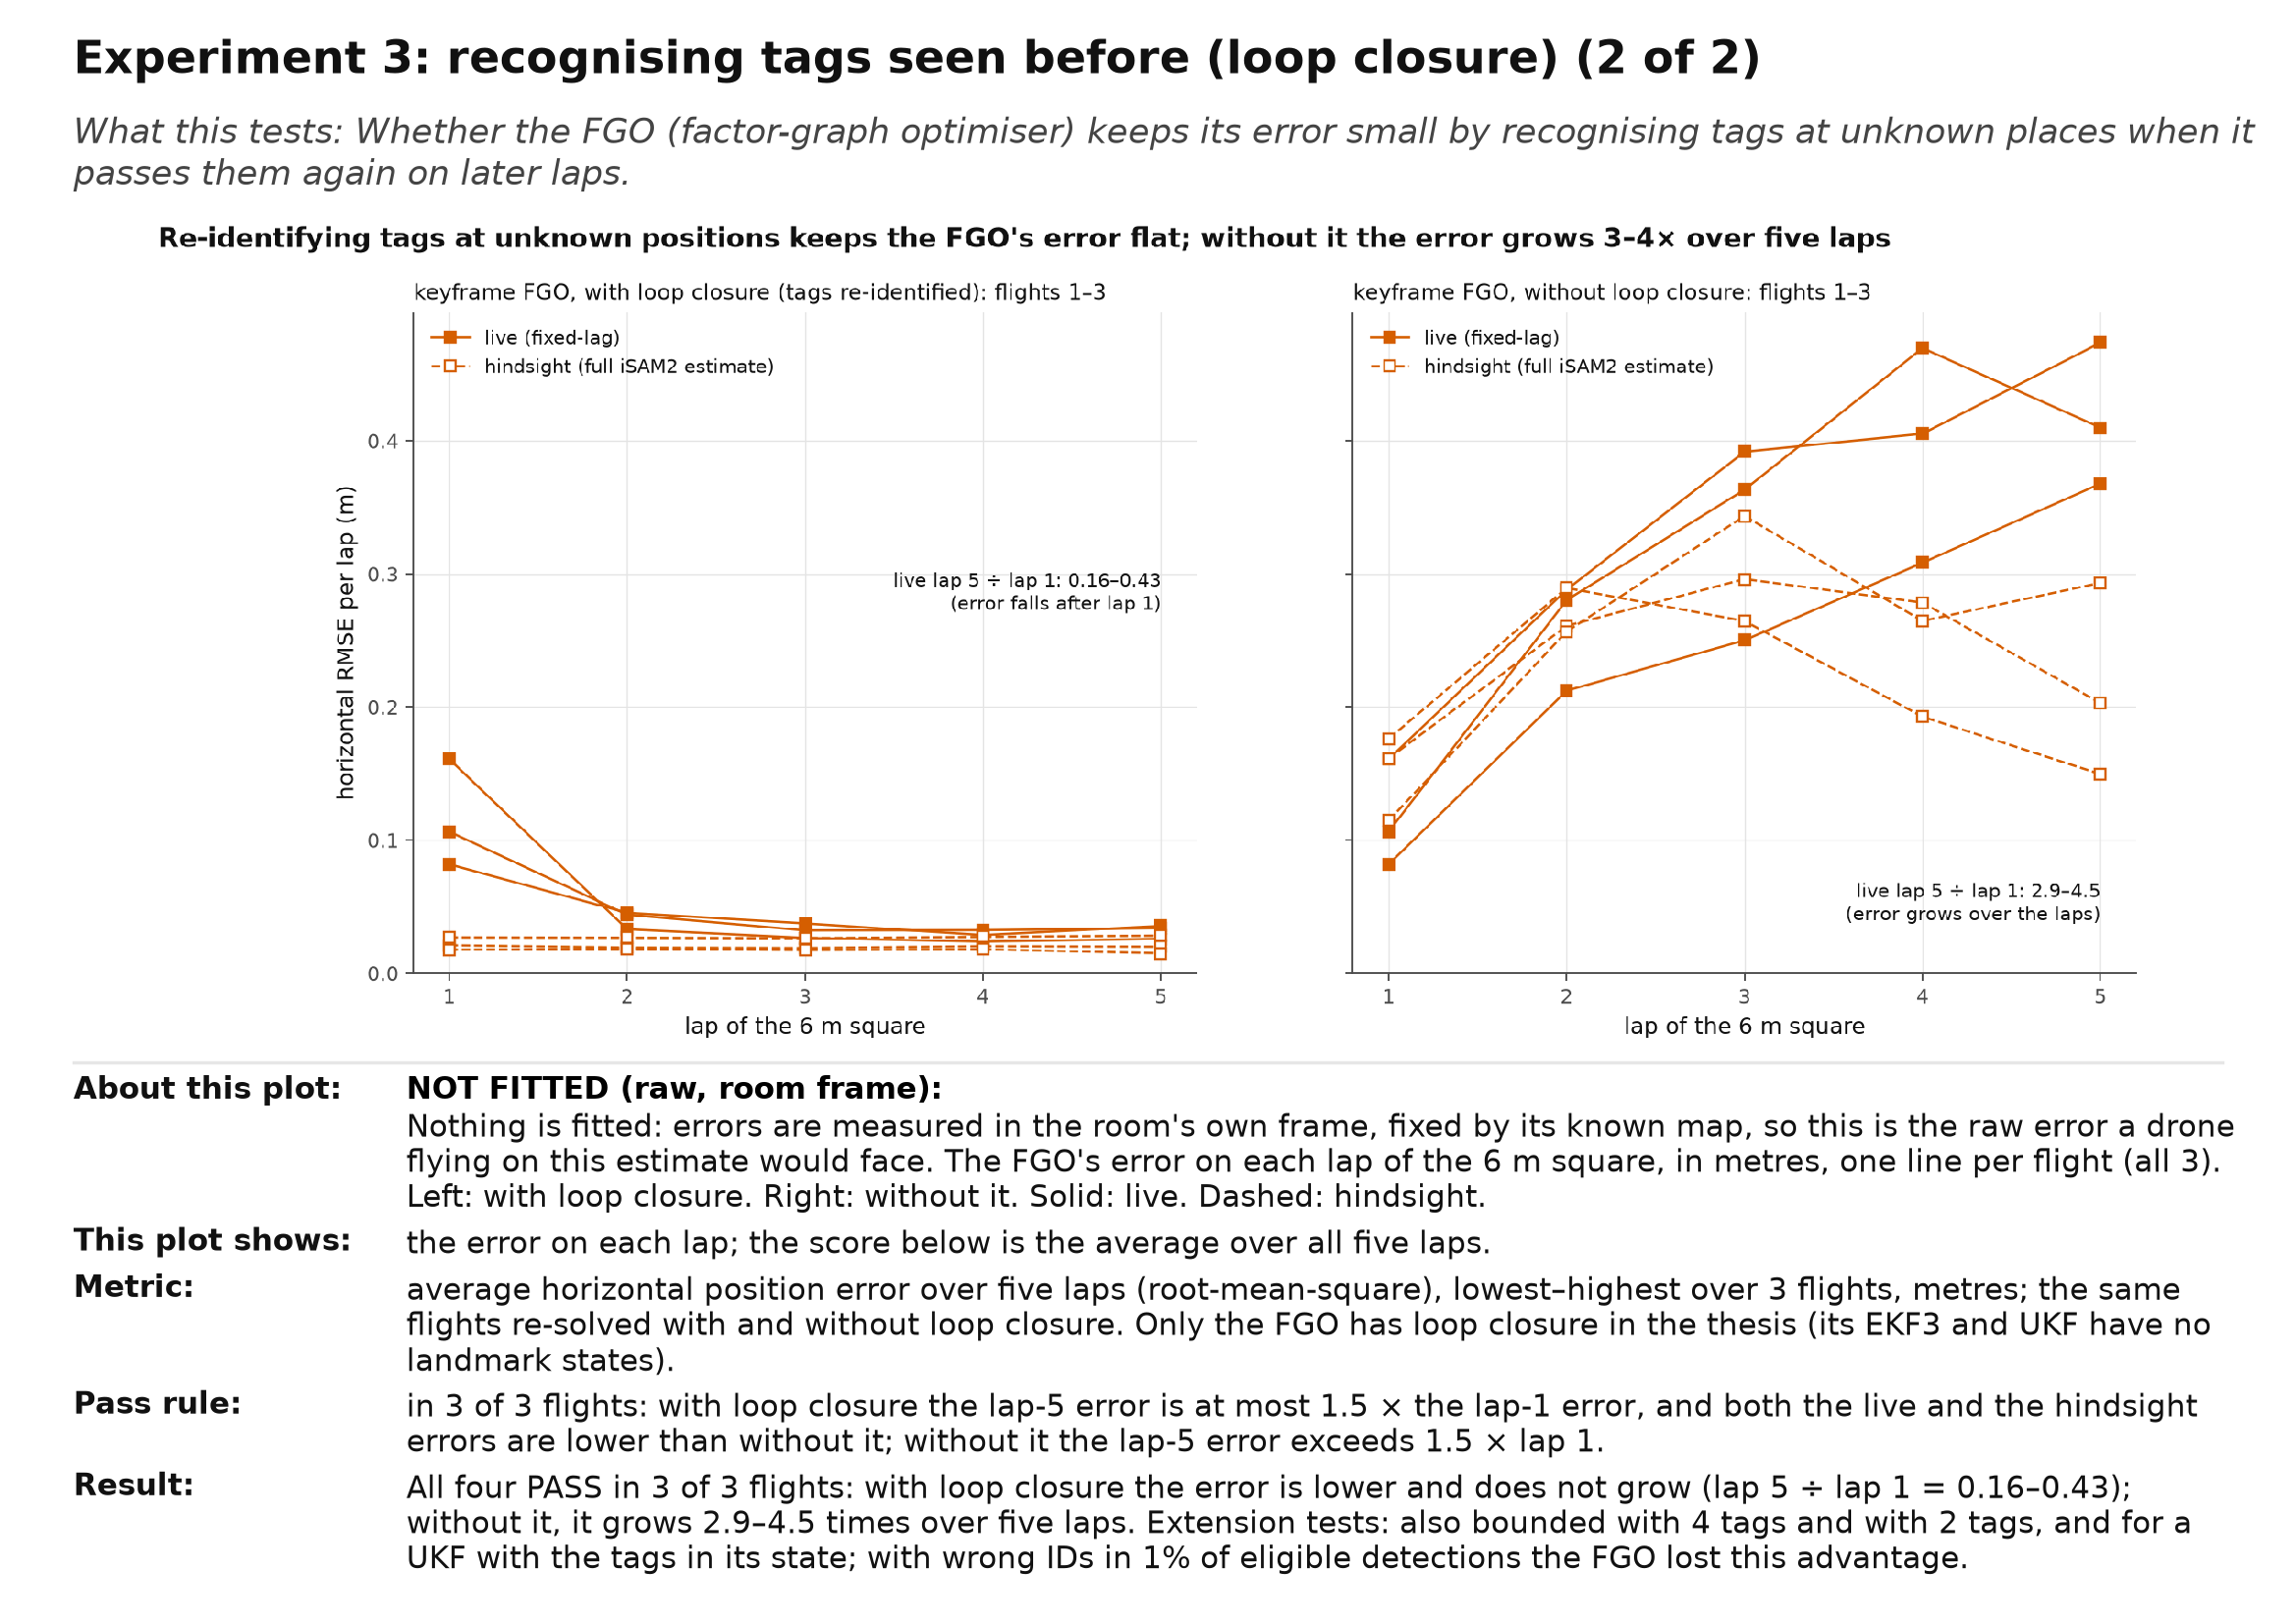 Experiment 3: recognising tags seen before (loop closure) (2 of 2)
What this tests: Whether the FGO (factor-graph optimiser) keeps its error small by recognising tags at unknown places when it
passes them again on later laps.
Re-identifying tags at unknown positions keeps the FGO's error flat; without it the error grows 3–4× over five laps
keyframe FGO, with loop closure (tags re-identified): flights 1–3
live (fixed-lag)
hindsight (full iSAM2 estimate)
horizontal RMSE per lap (m)
0.4
0.3
0.2
0.1
0.0
live lap 5 ÷ lap 1: 0.16–0.43
(error falls after lap 1)
1 2 3 4 5
lap of the 6 m square
keyframe FGO, without loop closure: flights 1–3
live (fixed-lag)
hindsight (full iSAM2 estimate)
live lap 5 ÷ lap 1: 2.9–4.5
(error grows over the laps)
1 2 3 4 5
lap of the 6 m square
About this plot: NOT FITTED (raw, room frame):
Nothing is fitted: errors are measured in the room's own frame, fixed by its known map, so this is the raw error a drone
flying on this estimate would face. The FGO's error on each lap of the 6 m square, in metres, one line per flight (all 3).
Left: with loop closure. Right: without it. Solid: live. Dashed: hindsight.
This plot shows: the error on each lap; the score below is the average over all five laps.
Metric: average horizontal position error over five laps (root-mean-square), lowest–highest over 3 flights, metres; the same
flights re-solved with and without loop closure. Only the FGO has loop closure in the thesis (its EKF3 and UKF have no
landmark states).
Pass rule: in 3 of 3 flights: with loop closure the lap-5 error is at most 1.5 × the lap-1 error, and both the live and the hindsight
errors are lower than without it; without it the lap-5 error exceeds 1.5 × lap 1.
Result: All four PASS in 3 of 3 flights: with loop closure the error is lower and does not grow (lap 5 ÷ lap 1 = 0.16–0.43);
without it, it grows 2.9–4.5 times over five laps. Extension tests: also bounded with 4 tags and with 2 tags, and for a
UKF with the tags in its state; with wrong IDs in 1% of eligible detections the FGO lost this advantage.